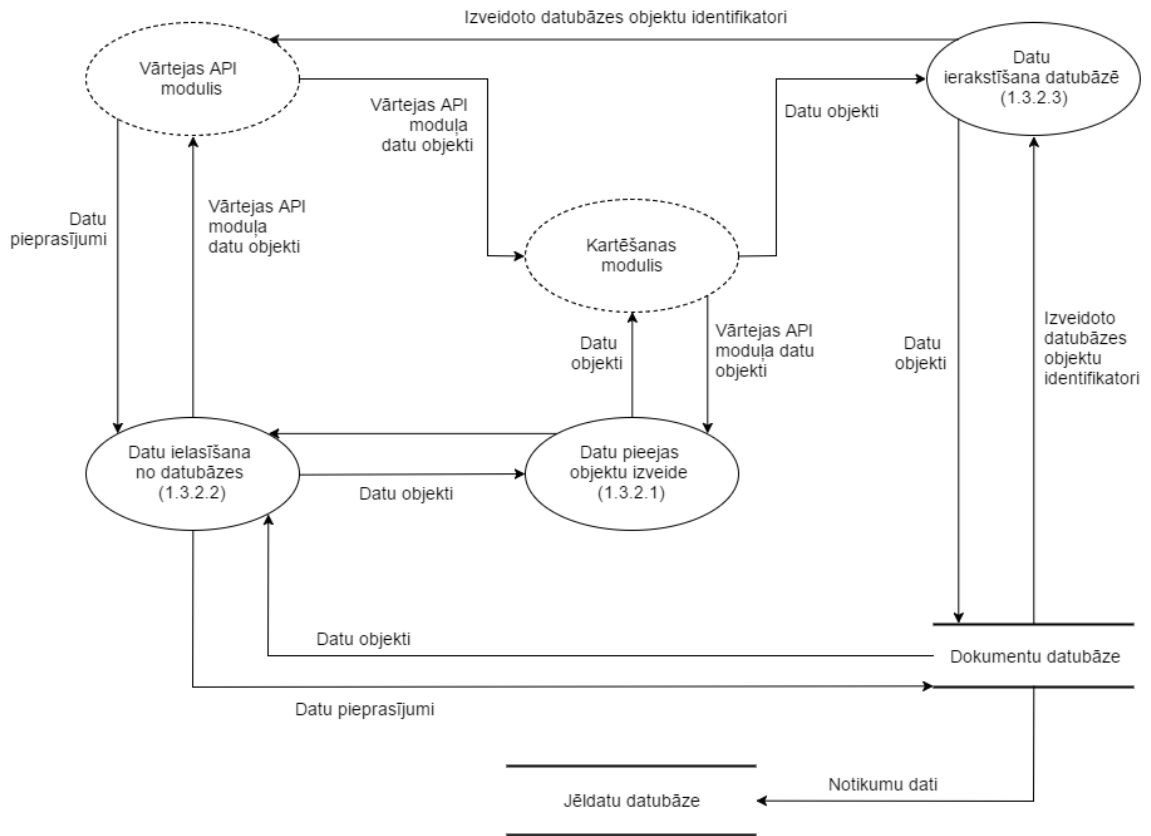 Izveidoto datubāzes objektu identifikatori
Vārtejas API
modulis
Datu
ierakstīšana datubāzē
(1.3.2.3)
Vārtejas API
moduļa
datu objekti
Datu objekti
Datu
pieprasījumi
Vārtejas API
moduļa
datu objekti
Kartēšanas
modulis
Datu
objekti
Vārtejas API
moduļa datu
objekti
Datu
objekti
Izveidoto
datubāzes
objektu
identifikatori
Datu ielasīšana
no datubāzes
(1.3.2.2)
Datu objekti
Datu pieejas
objektu izveide
(1.3.2.1)
Datu objekti
Dokumentu datubāze
Datu pieprasījumi
Notikumu dati
Jēldatu datubāze